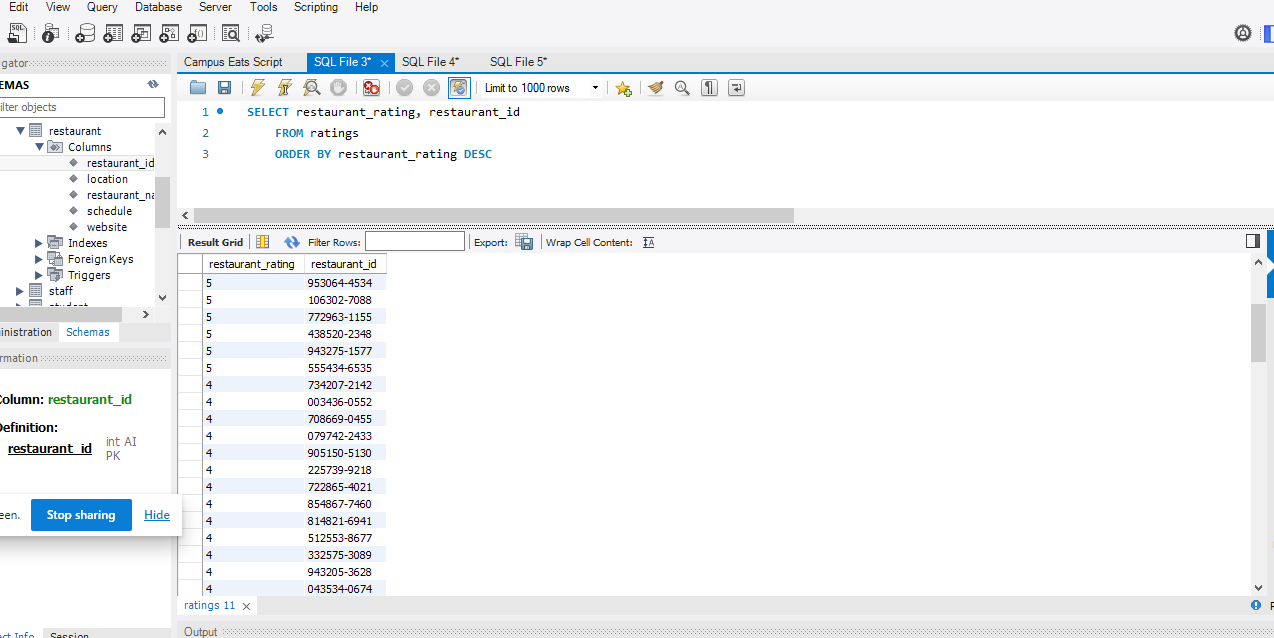 Edit View Query Database Server Tools Scripting Help
SQL
gator
EMAS
ilter objects
restaurant
Columns
restaurant_id
location
restaurant_na
schedule
website
Indexes
Foreign Keys
Triggers
staff
student
inistration Schemas
rmation
Column: restaurant_id
Definition:
restaurant_id int AI
PK
een. Stop sharing Hide
ect Info Session
Campus Eats Script SQL File 3* SQL File 4* SQL File 5*
Limit to 1000 rows
1 SELECT restaurant_rating, restaurant_id
2 FROM ratings
3 ORDER BY restaurant_rating DESC
Result Grid Filter Rows: Export: Wrap Cell Content: IA
restaurant_rating restaurant_id
5 953064-4534
5 106302-7088
5 772963-1155
5 438520-2348
5 943275-1577
5 555434-6535
4 734207-2142
4 003436-0552
4 708669-0455
4 079742-2433
4 905150-5130
4 225739-9218
4 722865-4021
4 854867-7460
4 814821-6941
4 512553-8677
4 332575-3089
4 943205-3628
4 043534-0674
ratings 11
Output